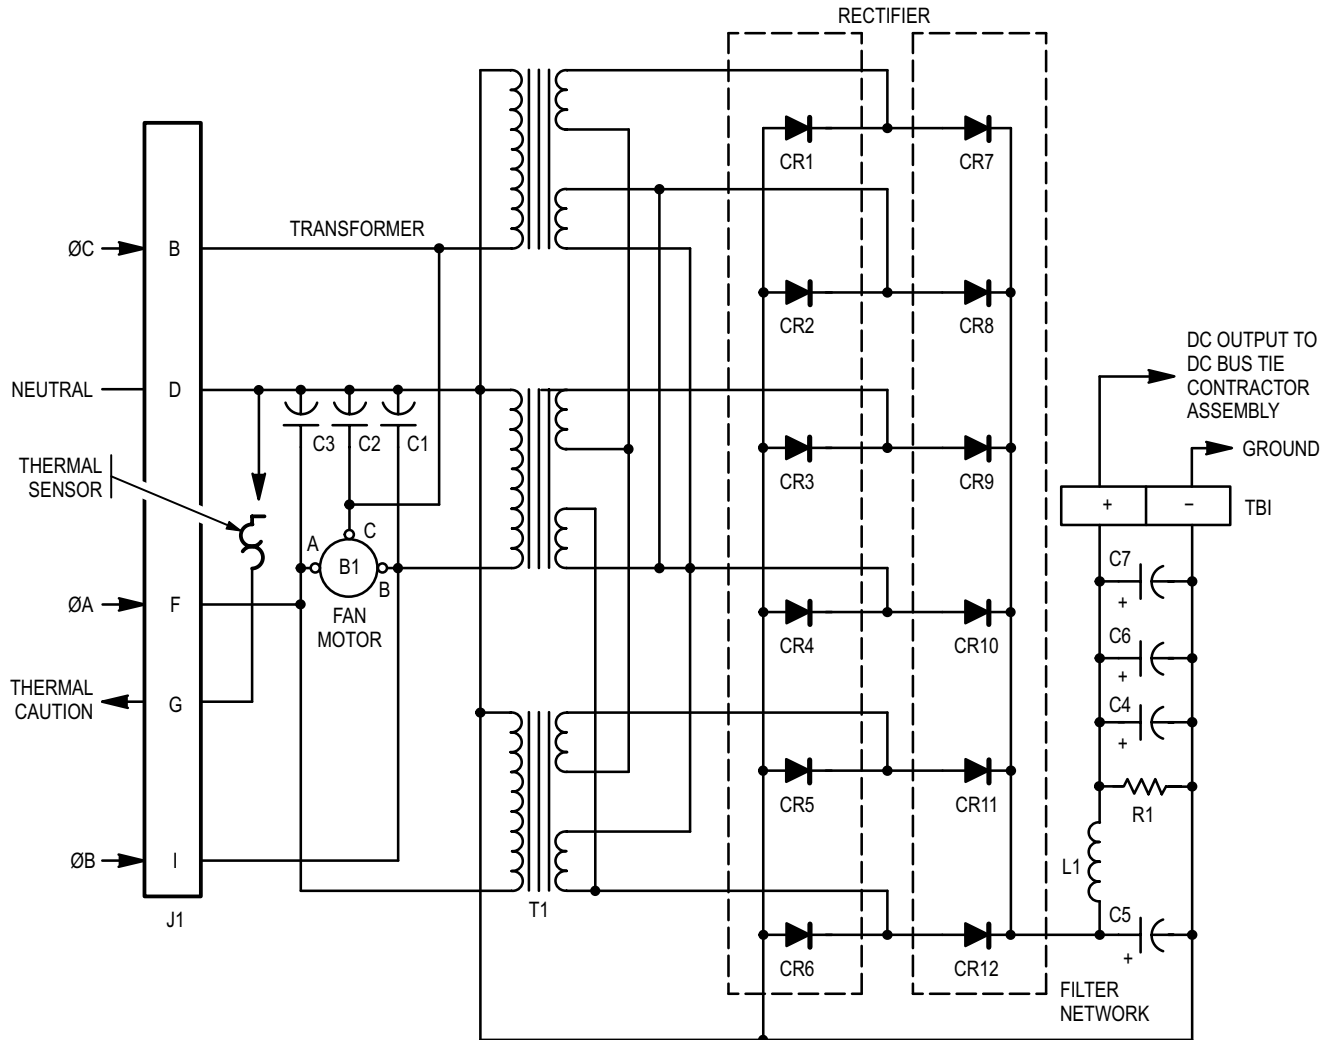 RECTIFIER
CR1
CR7
TRANSFORMER
ØC
B
CR2
CR8
DC OUTPUT TO
DC BUS TIE
CONTRACTOR
ASSEMBLY
NEUTRAL
D
C3
C2
C1
GROUND
THERMAL
SENSOR
CR3
CR9
+
−
TBI
A
C
B1
B
C7
+
ØA
F
FAN
MOTOR
CR4
CR10
C6
+
THERMAL
CAUTION
G
C4
+
CR5
CR11
R1
ØB
I
L1
J1
T1
C5
+
CR6
CR12
FILTER
NETWORK